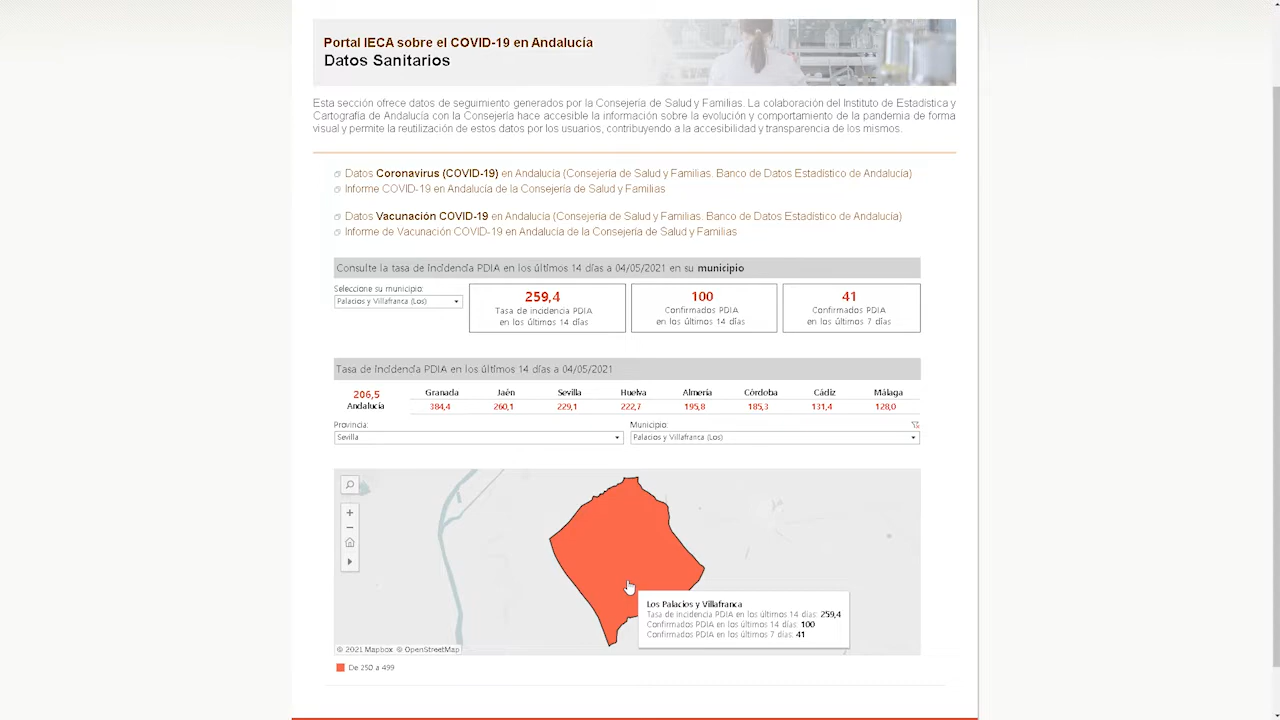 Portal IECA sobre el COVID-19 en Andalucía
Datos Sanitarios
Esta sección ofrece datos de seguimiento generados por la Consejería de Salud y Familias. La colaboración del Instituto de Estadística y
Cartografía de Andalucía con la Consejería hace accesible la información sobre la evolución y comportamiento de la pandemia de forma
visual y permite la reutilización de estos datos por los usuarios, contribuyendo a la accesibilidad y transparencia de los mismos.
Datos Coronavirus (COVID-19) en Andalucía (Consejería de Salud y Familias. Banco de Datos Estadístico de Andalucía)
Informe COVID-19 en Andalucía de la Consejería de Salud y Familias
Datos Vacunación COVID-19 en Andalucía (Consejería de Salud y Familias. Banco de Datos Estadístico de Andalucía)
Informe de Vacunación COVID-19 en Andalucía de la Consejería de Salud y Familias
Consulte la tasa de incidencia PDIA en los últimos 14 días a 04/05/2021 en su municipio
Seleccione su municipio:
Palacios y Villafranca (Los)
259,4
Tasa de incidencia PDIA
en los últimos 14 días
100
Confirmados PDIA
en los últimos 14 días
41
Confirmados PDIA
en los últimos 7 días
Tasa de incidencia PDIA en los últimos 14 días a 04/05/2021
206,5
Andalucía
Granada Jaén Sevilla Huelva Almería Córdoba Cádiz Málaga
384,4 260,1 229,1 222,7 195,8 185,3 131,4 128,0
Provincia: Municipio:
Sevilla Palacios y Villafranca (Los)
Los Palacios y Villafranca
Tasa de incidencia PDIA en los últimos 14 días: 259,4
Confirmados PDIA en los últimos 14 días: 100
Confirmados PDIA en los últimos 7 días: 41
© 2021 Mapbox © OpenStreetMap
De 250 a 499